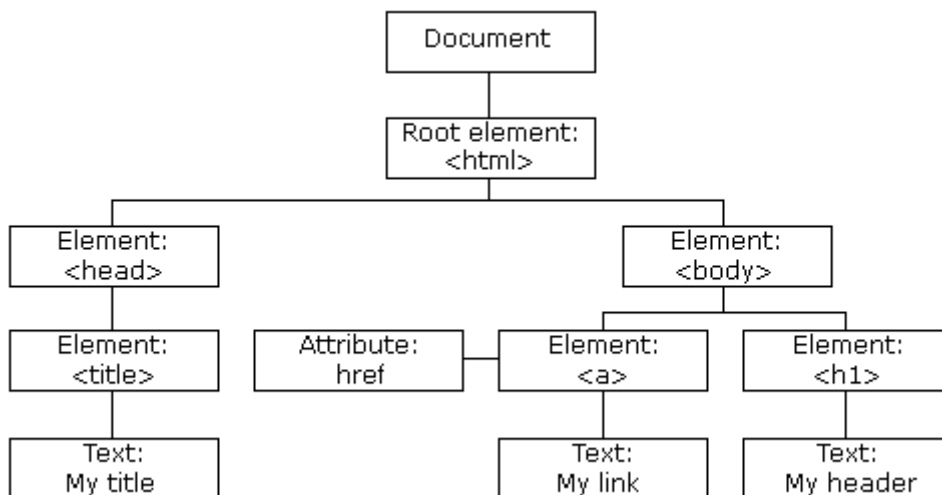 Document
Root element:
<html>
Element:
<head>
Element:
<body>
Element:
<title>
Attribute:
href
Element:
<a>
Element:
<h1>
Text:
My title
Text:
My link
Text:
My header